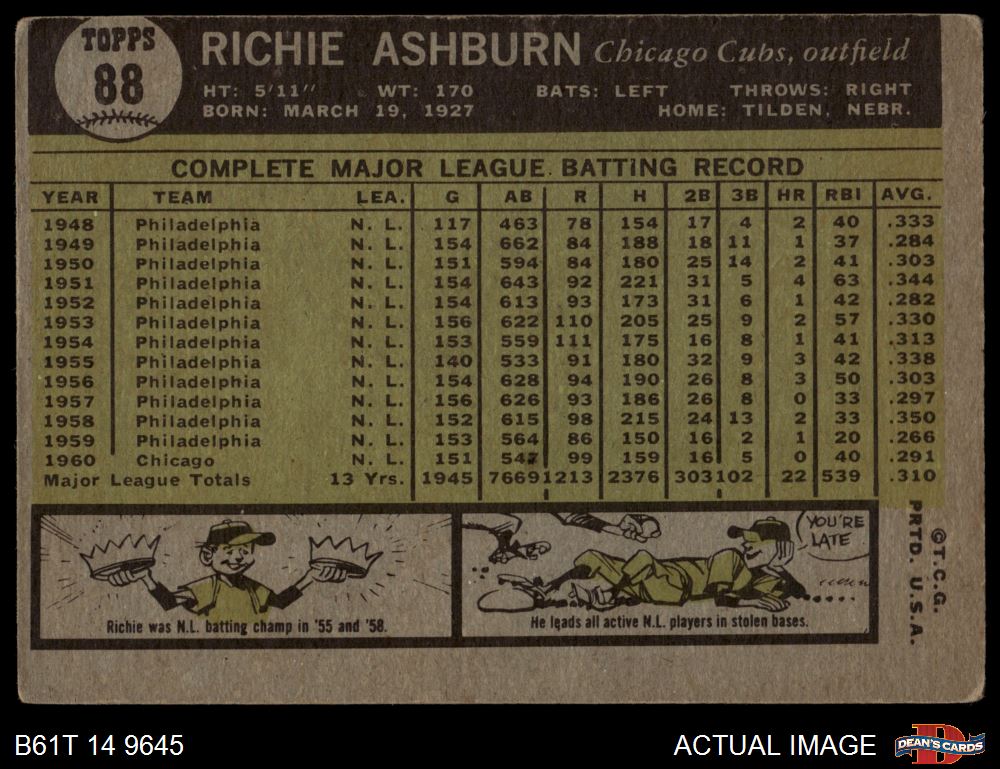 TOPPS
88
RICHIE ASHBURN Chicago Cubs, outfield
HT: 5'11" WT: 170 BATS: LEFT THROWS: RIGHT
BORN: MARCH 19, 1927 HOME: TILDEN, NEBR.
COMPLETE MAJOR LEAGUE BATTING RECORD
YEAR TEAM LEA. G AB R H 2B 3B HR RBI AVG.
1948 Philadelphia N. L. 117 463 78 154 17 4 2 40 .333
1949 Philadelphia N. L. 154 662 84 188 18 11 1 37 .284
1950 Philadelphia N. L. 151 594 84 180 25 14 2 41 .303
1951 Philadelphia N. L. 154 643 92 221 31 5 4 63 .344
1952 Philadelphia N. L. 154 613 93 173 31 6 1 42 .282
1953 Philadelphia N. L. 156 622 110 205 25 9 2 57 .330
1954 Philadelphia N. L. 153 559 111 175 16 8 1 41 .313
1955 Philadelphia N. L. 140 533 91 180 32 9 3 42 .338
1956 Philadelphia N. L. 154 628 94 190 26 8 3 50 .303
1957 Philadelphia N. L. 156 626 93 186 26 8 0 33 .297
1958 Philadelphia N. L. 152 615 98 215 24 13 2 33 .350
1959 Philadelphia N. L. 153 564 86 150 16 2 1 20 .266
1960 Chicago N. L. 151 547 99 159 16 5 0 40 .291
Major League Totals 13 Yrs. 1945 7669 1213 2376 303 102 22 539 .310
YOU'RE
LATE
Richie was N.L. batting champ in '55 and '58.
He leads all active N.L. players in stolen bases.
©T.C.G.
PRTD. U.S.A.
B61T 14 9645
ACTUAL IMAGE
DEAN'S CARDS